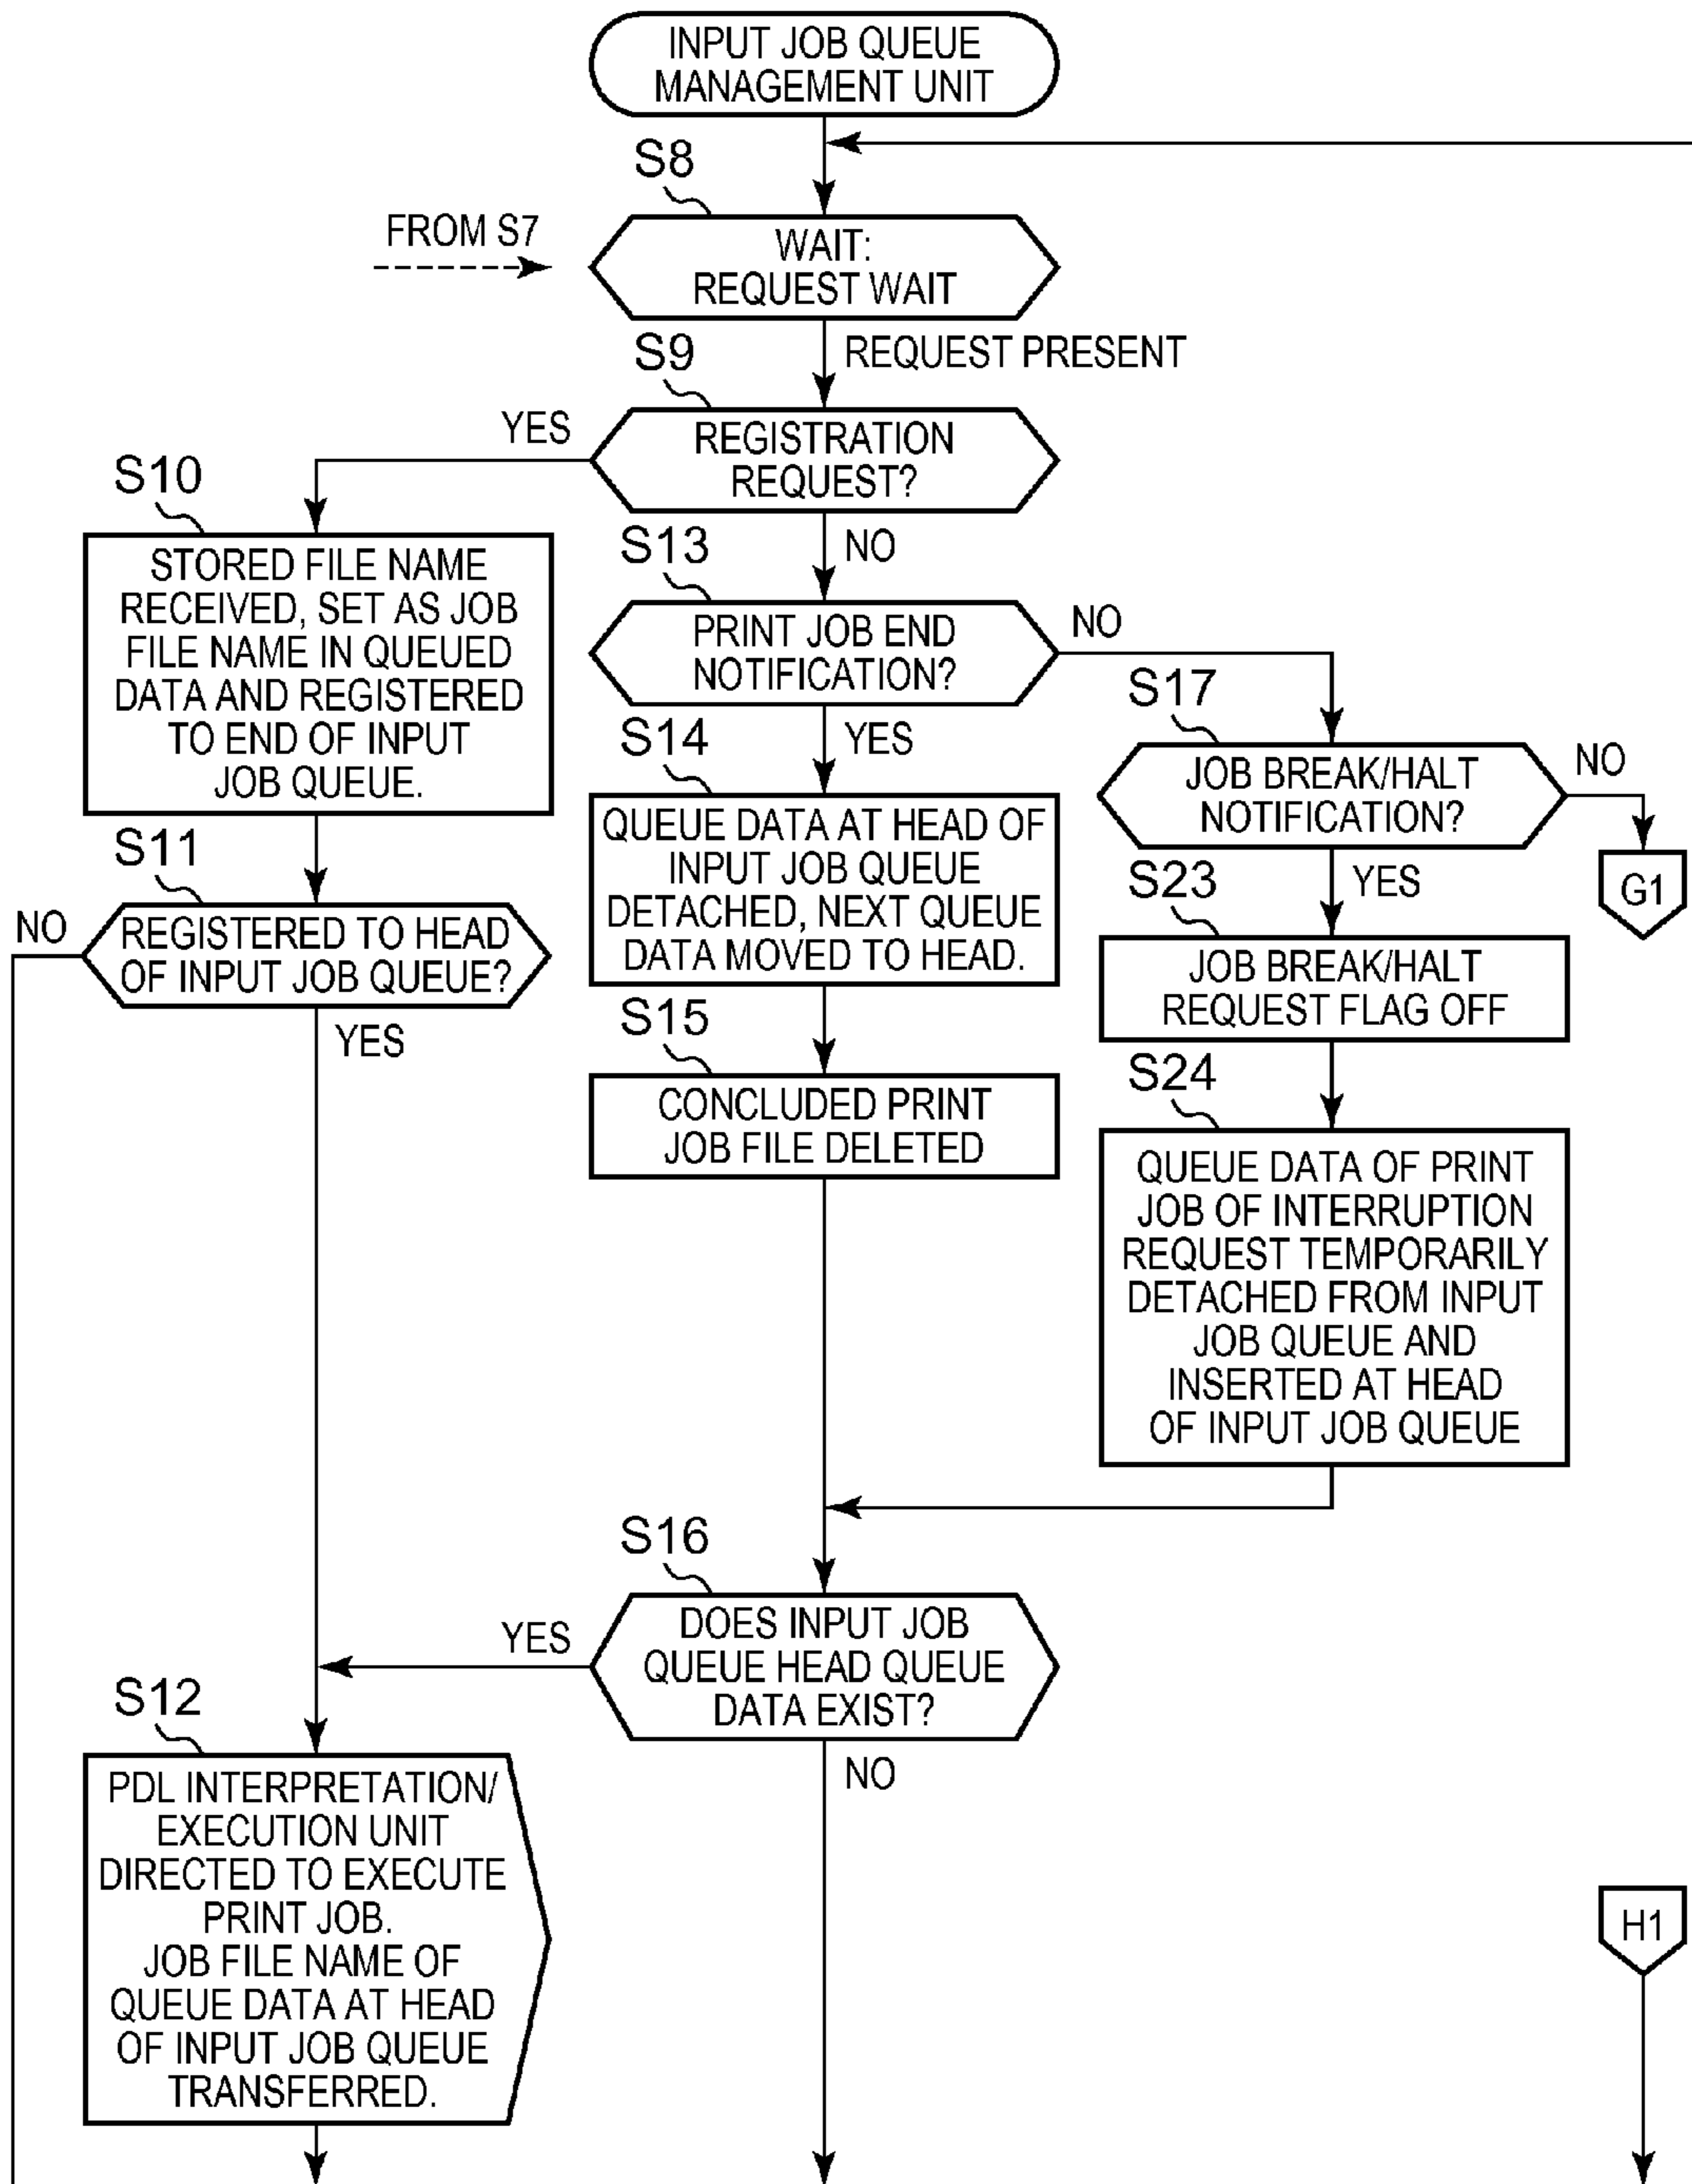 INPUT JOB QUEUE
MANAGEMENT UNIT
S8
FROM S7
WAIT:
REQUEST WAIT
REQUEST PRESENT
S9
YES
REGISTRATION
REQUEST?
NO
S10
STORED FILE NAME
RECEIVED, SET AS JOB
FILE NAME IN QUEUED
DATA AND REGISTERED
TO END OF INPUT
JOB QUEUE.
S11
NO
REGISTERED TO HEAD
OF INPUT JOB QUEUE?
YES
S13
PRINT JOB END
NOTIFICATION?
NO
YES
S14
QUEUE DATA AT HEAD OF
INPUT JOB QUEUE
DETACHED, NEXT QUEUE
DATA MOVED TO HEAD.
S15
CONCLUDED PRINT
JOB FILE DELETED
S17
JOB BREAK/HALT
NOTIFICATION?
NO
G1
YES
S23
JOB BREAK/HALT
REQUEST FLAG OFF
S24
QUEUE DATA OF PRINT
JOB OF INTERRUPTION
REQUEST TEMPORARILY
DETACHED FROM INPUT
JOB QUEUE AND
INSERTED AT HEAD
OF INPUT JOB QUEUE
S16
YES
DOES INPUT JOB
QUEUE HEAD QUEUE
DATA EXIST?
NO
S12
PDL INTERPRETATION/
EXECUTION UNIT
DIRECTED TO EXECUTE
PRINT JOB.
JOB FILE NAME OF
QUEUE DATA AT HEAD
OF INPUT JOB QUEUE
TRANSFERRED.
H1